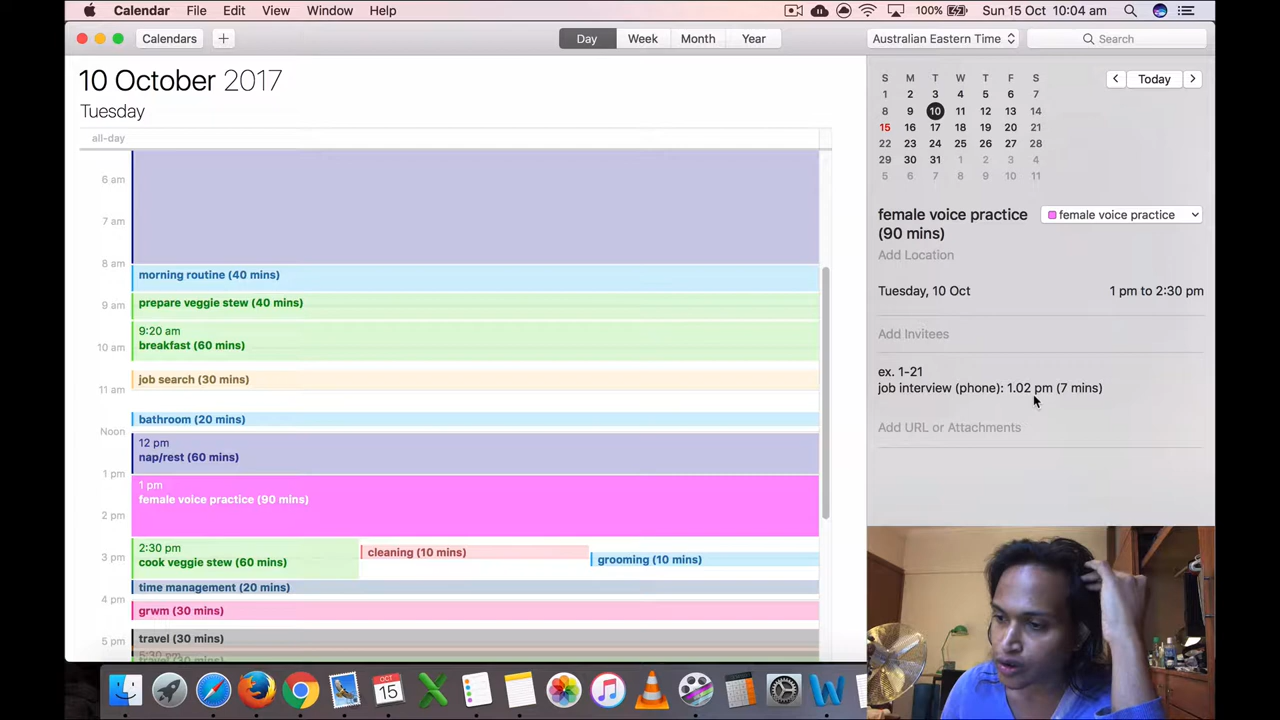 Calendar File Edit View Window Help 100% Sun 15 Oct 10:04 am
Calendars + Day Week Month Year Australian Eastern Time Search
10 October 2017
Tuesday
all-day
6 am
7 am
8 am
morning routine (40 mins)
9 am
prepare veggie stew (40 mins)
9:20 am
breakfast (60 mins)
10 am
job search (30 mins)
11 am
bathroom (20 mins)
Noon
12 pm
nap/rest (60 mins)
1 pm
1 pm
female voice practice (90 mins)
2 pm
2:30 pm
cook veggie stew (60 mins)
cleaning (10 mins)
grooming (10 mins)
3 pm
time management (20 mins)
4 pm
grwm (30 mins)
5 pm
travel (30 mins)
5:30 pm
travel (30 mins)
S M T W T F S
1 2 3 4 5 6 7
8 9 10 11 12 13 14
15 16 17 18 19 20 21
22 23 24 25 26 27 28
29 30 31 1 2 3 4
5 6 7 8 9 10 11
< Today >
female voice practice
(90 mins)
female voice practice
Add Location
Tuesday, 10 Oct 1 pm to 2:30 pm
Add Invitees
ex. 1-21
job interview (phone): 1.02 pm (7 mins)
Add URL or Attachments
OCT
15